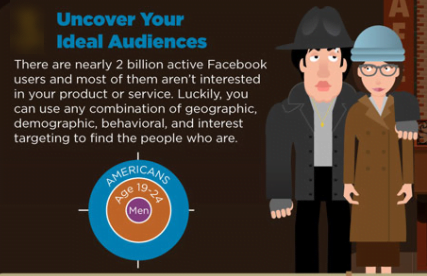 Uncover Your
Ideal Audiences
There are nearly 2 billion active Facebook
users and most of them aren't interested
in your product or service. Luckily, you
can use any combination of geographic,
demographic, behavioral, and interest
targeting to find the people who are.
AMERICANS
Age 19-24
Men